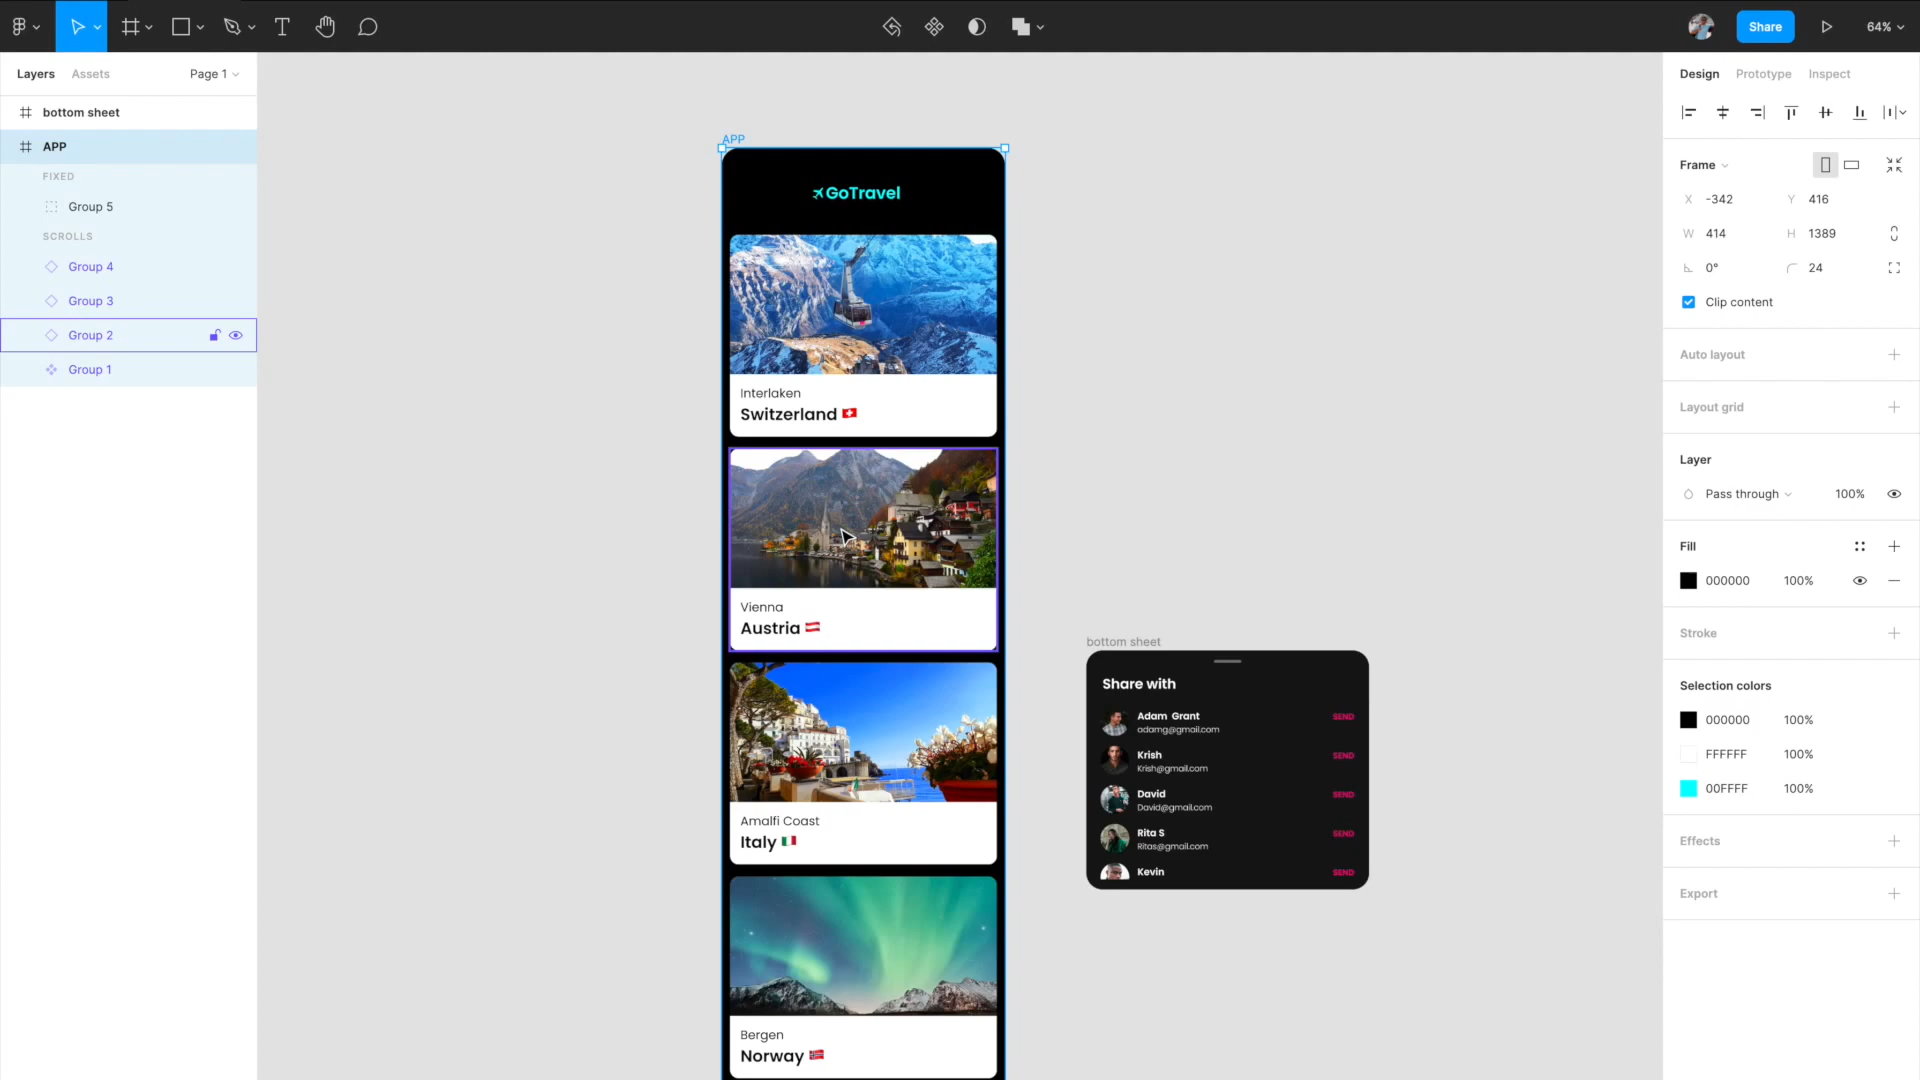 Share
64%
Layers
Assets
Page 1
bottom sheet
APP
FIXED
Group 5
SCROLLS
Group 4
Group 3
Group 2
Group 1
APP
GoTravel
Interlaken
Switzerland
Vienna
Austria
Amalfi Coast
Italy
Bergen
Norway
bottom sheet
Share with
Adam Grant
adamg@gmail.com
SEND
Krish
Krish@gmail.com
SEND
David
David@gmail.com
SEND
Rita S
Ritas@gmail.com
SEND
Kevin
SEND
Design
Prototype
Inspect
Frame
X -342
Y 416
W 414
H 1389
0°
24
Clip content
Auto layout
Layout grid
Layer
Pass through
100%
Fill
000000
100%
Stroke
Selection colors
000000
100%
FFFFFF
100%
00FFFF
100%
Effects
Export